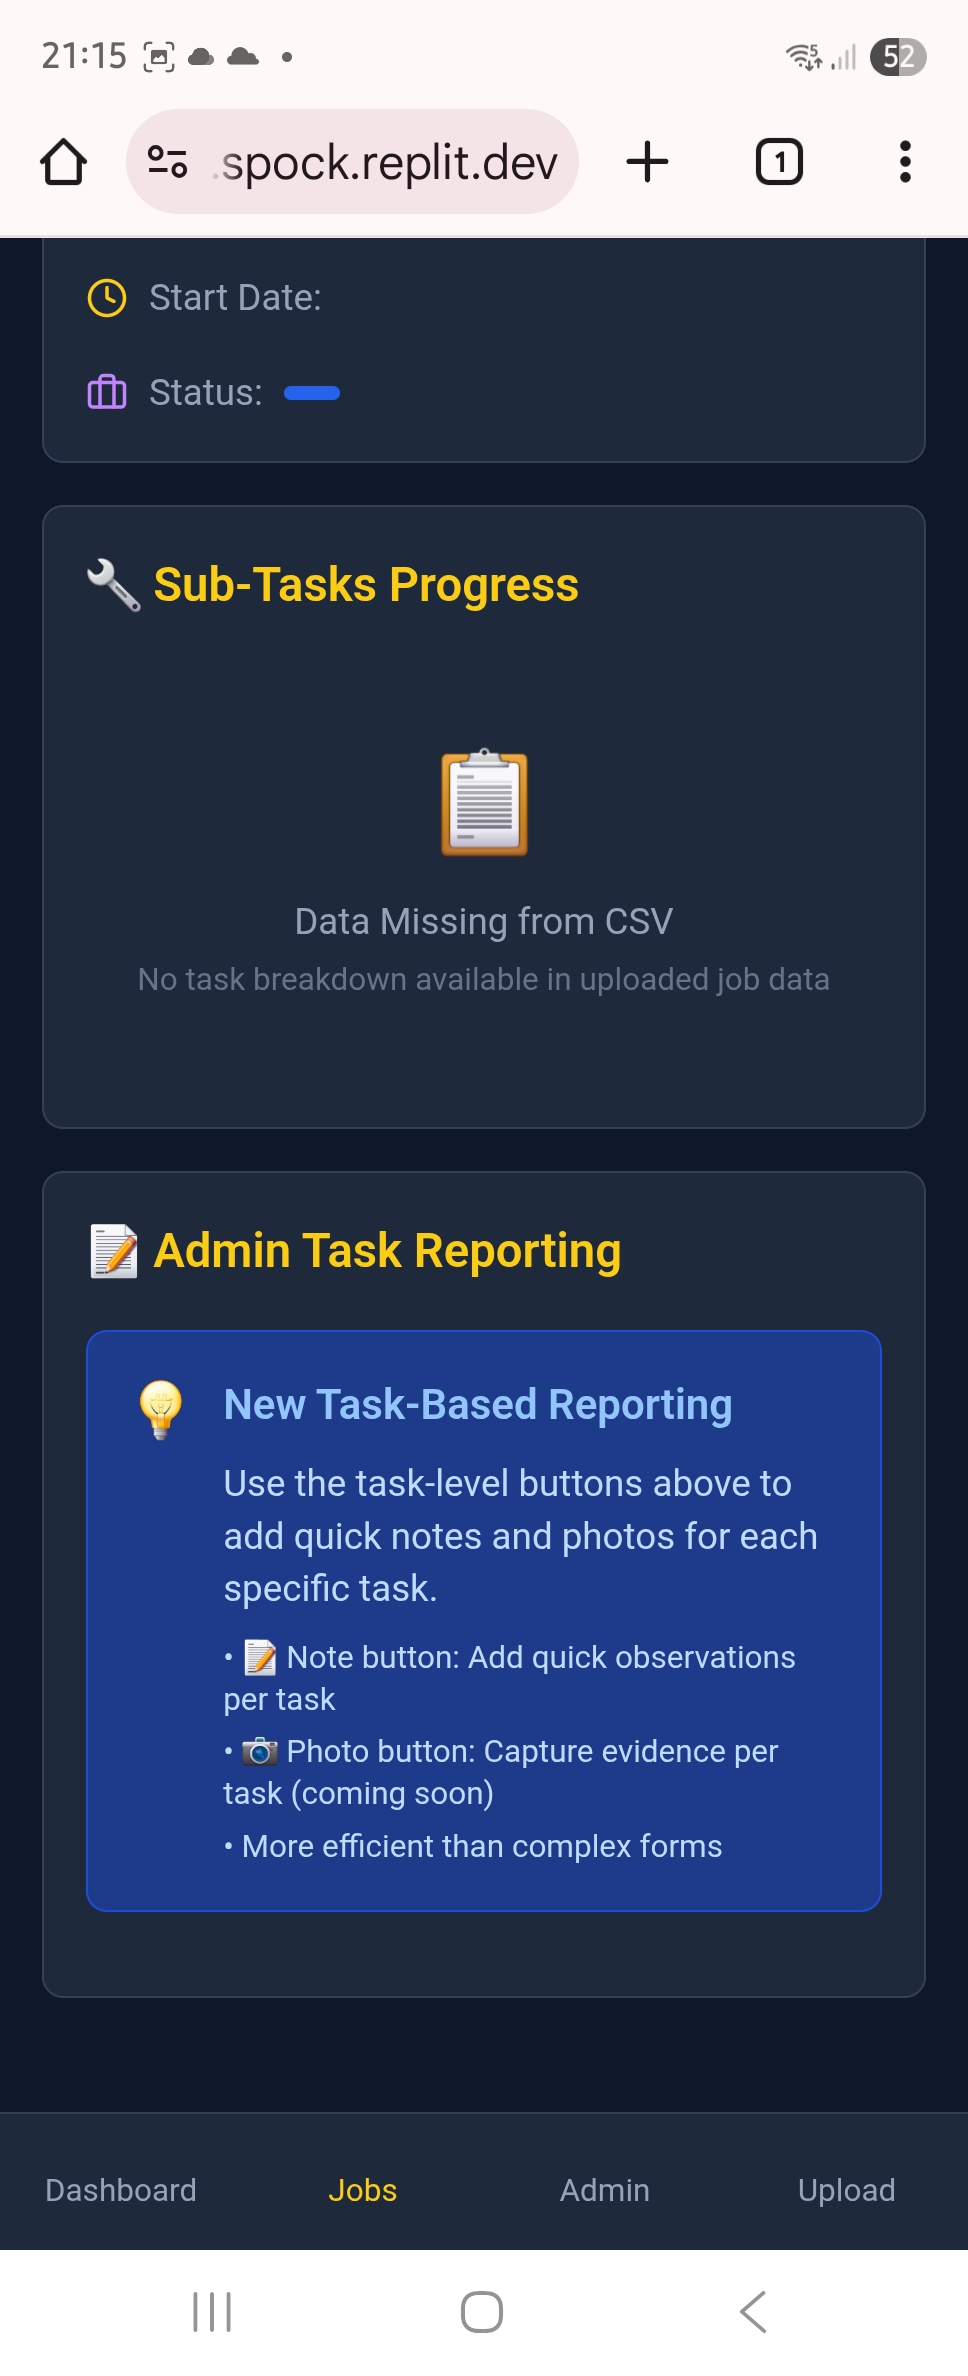 21:15
5
52
.spock.replit.dev
1
Start Date:
Status:
Sub-Tasks Progress
Data Missing from CSV
No task breakdown available in uploaded job data
Admin Task Reporting
New Task-Based Reporting
Use the task-level buttons above to
add quick notes and photos for each
specific task.
• 📝 Note button: Add quick observations
per task
• 📷 Photo button: Capture evidence per
task (coming soon)
• More efficient than complex forms
Dashboard Jobs Admin Upload